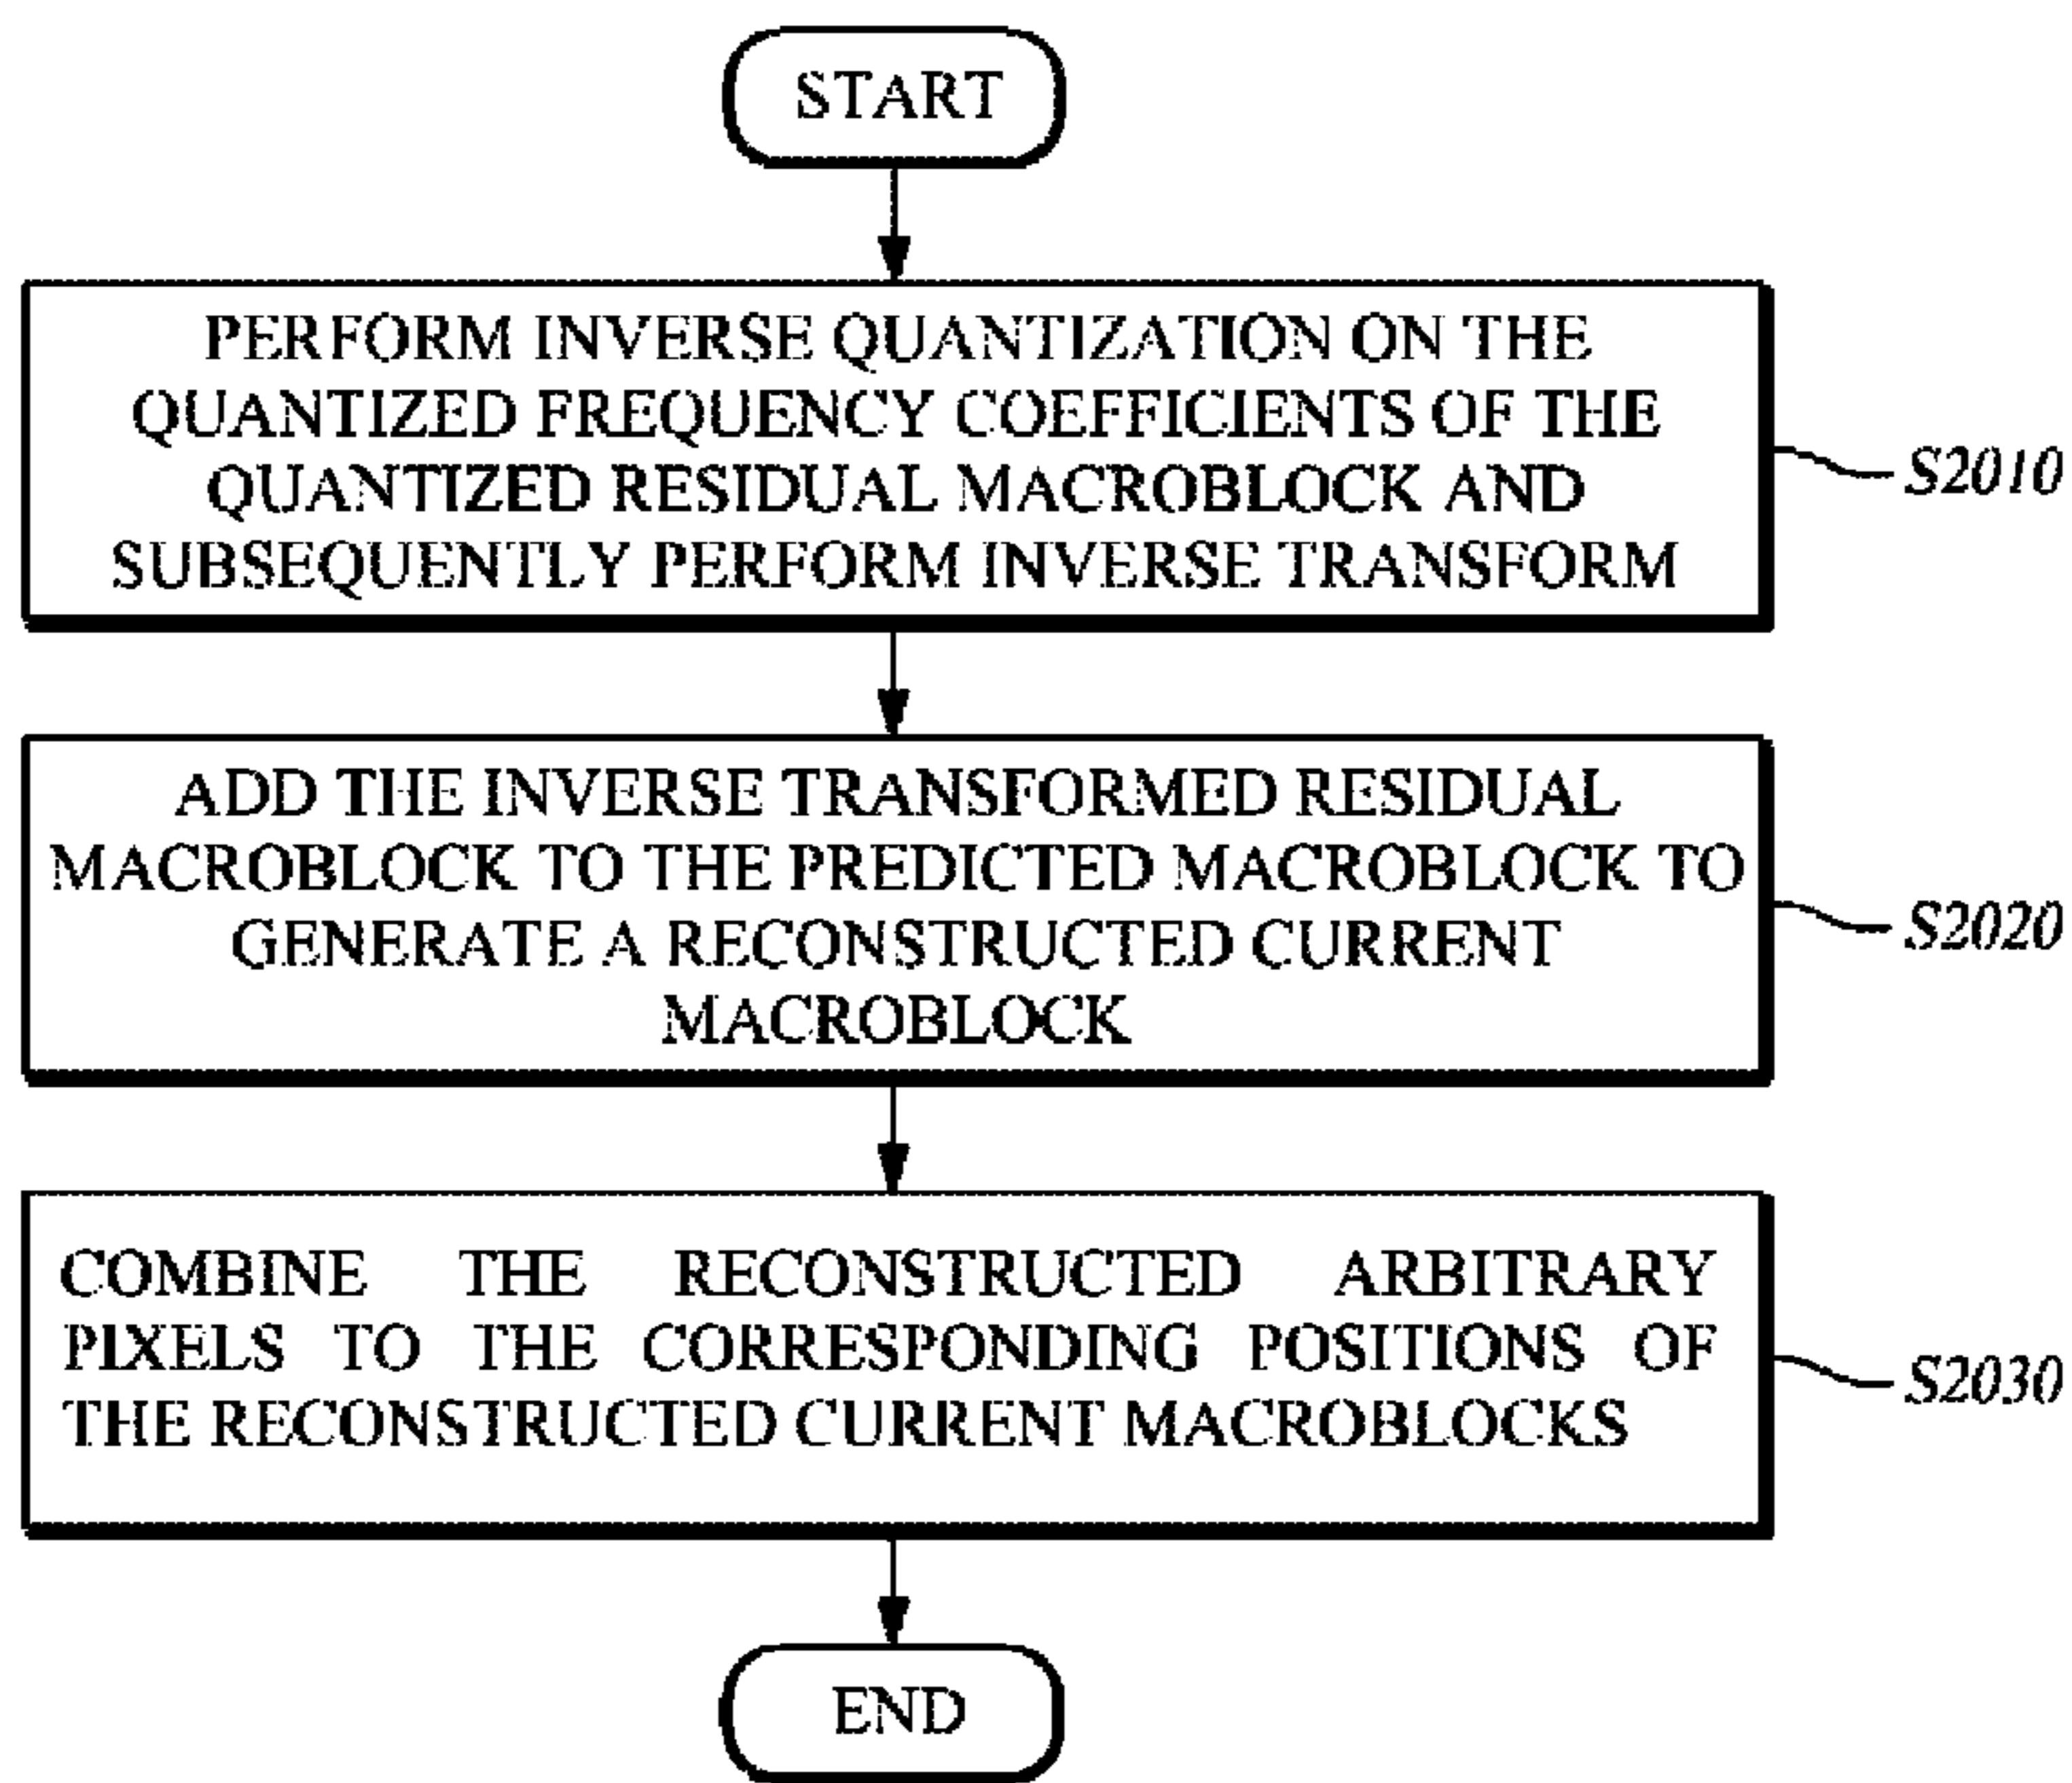 START
PERFORM INVERSE QUANTIZATION ON THE
QUANTIZED FREQUENCY COEFFICIENTS OF THE
QUANTIZED RESIDUAL MACROBLOCK AND
SUBSEQUENTLY PERFORM INVERSE TRANSFORM
S2010
ADD THE INVERSE TRANSFORMED RESIDUAL
MACROBLOCK TO THE PREDICTED MACROBLOCK TO
GENERATE A RECONSTRUCTED CURRENT
MACROBLOCK
S2020
COMBINE THE RECONSTRUCTED ARBITRARY
PIXELS TO THE CORRESPONDING POSITIONS OF
THE RECONSTRUCTED CURRENT MACROBLOCKS
S2030
END